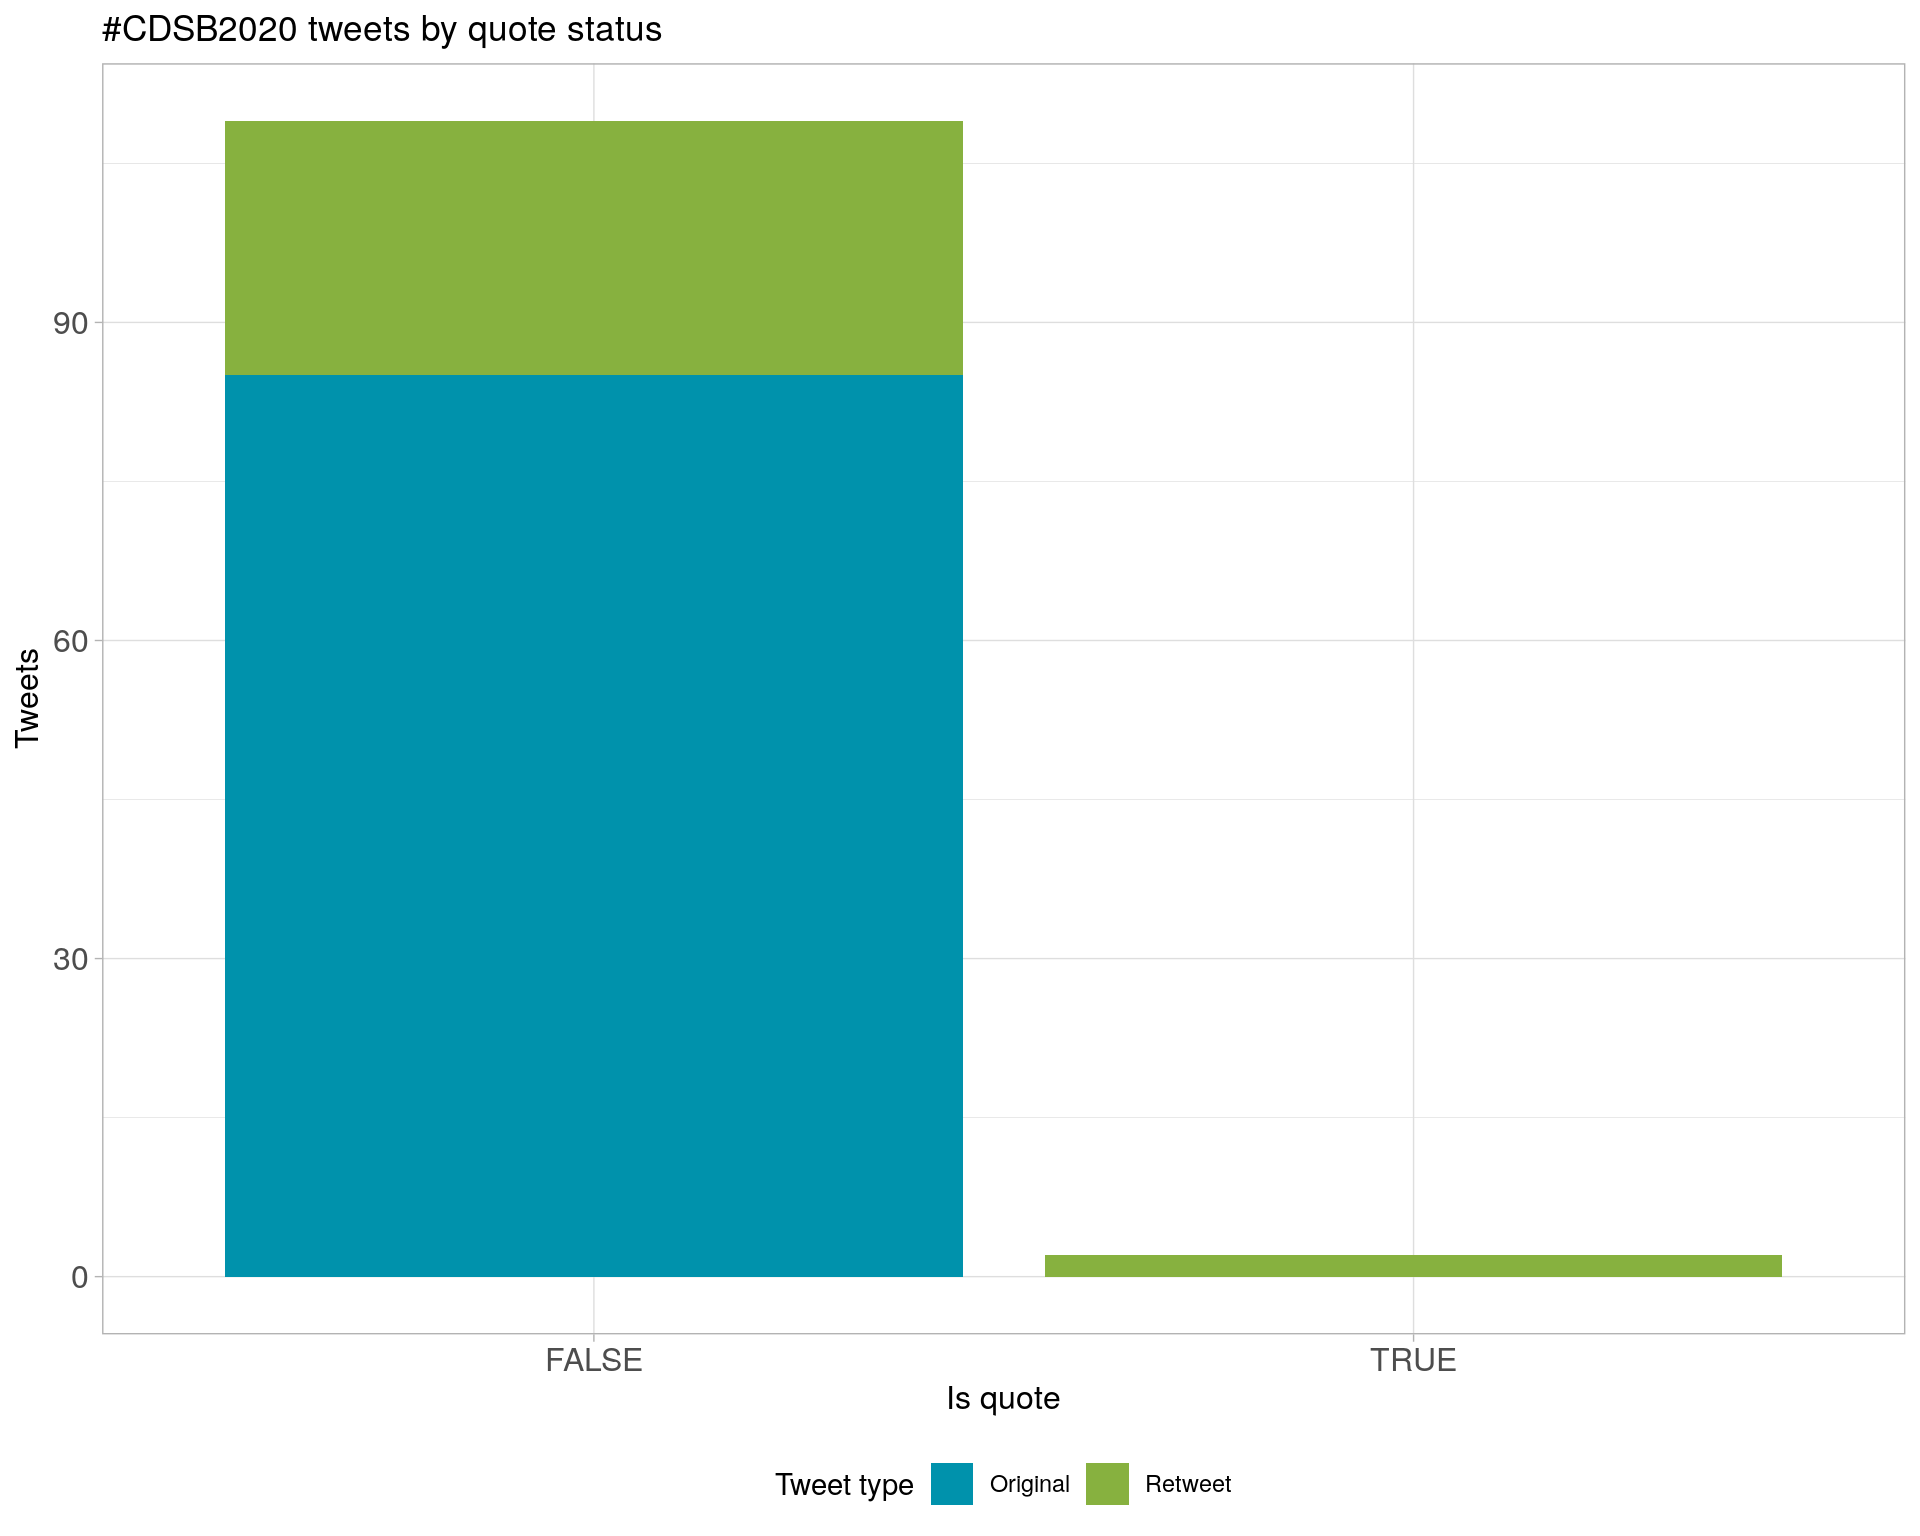 #CDSB2020 tweets by quote status
90
60
30
0
Tweets
FALSE TRUE
Is quote
Tweet type Original Retweet